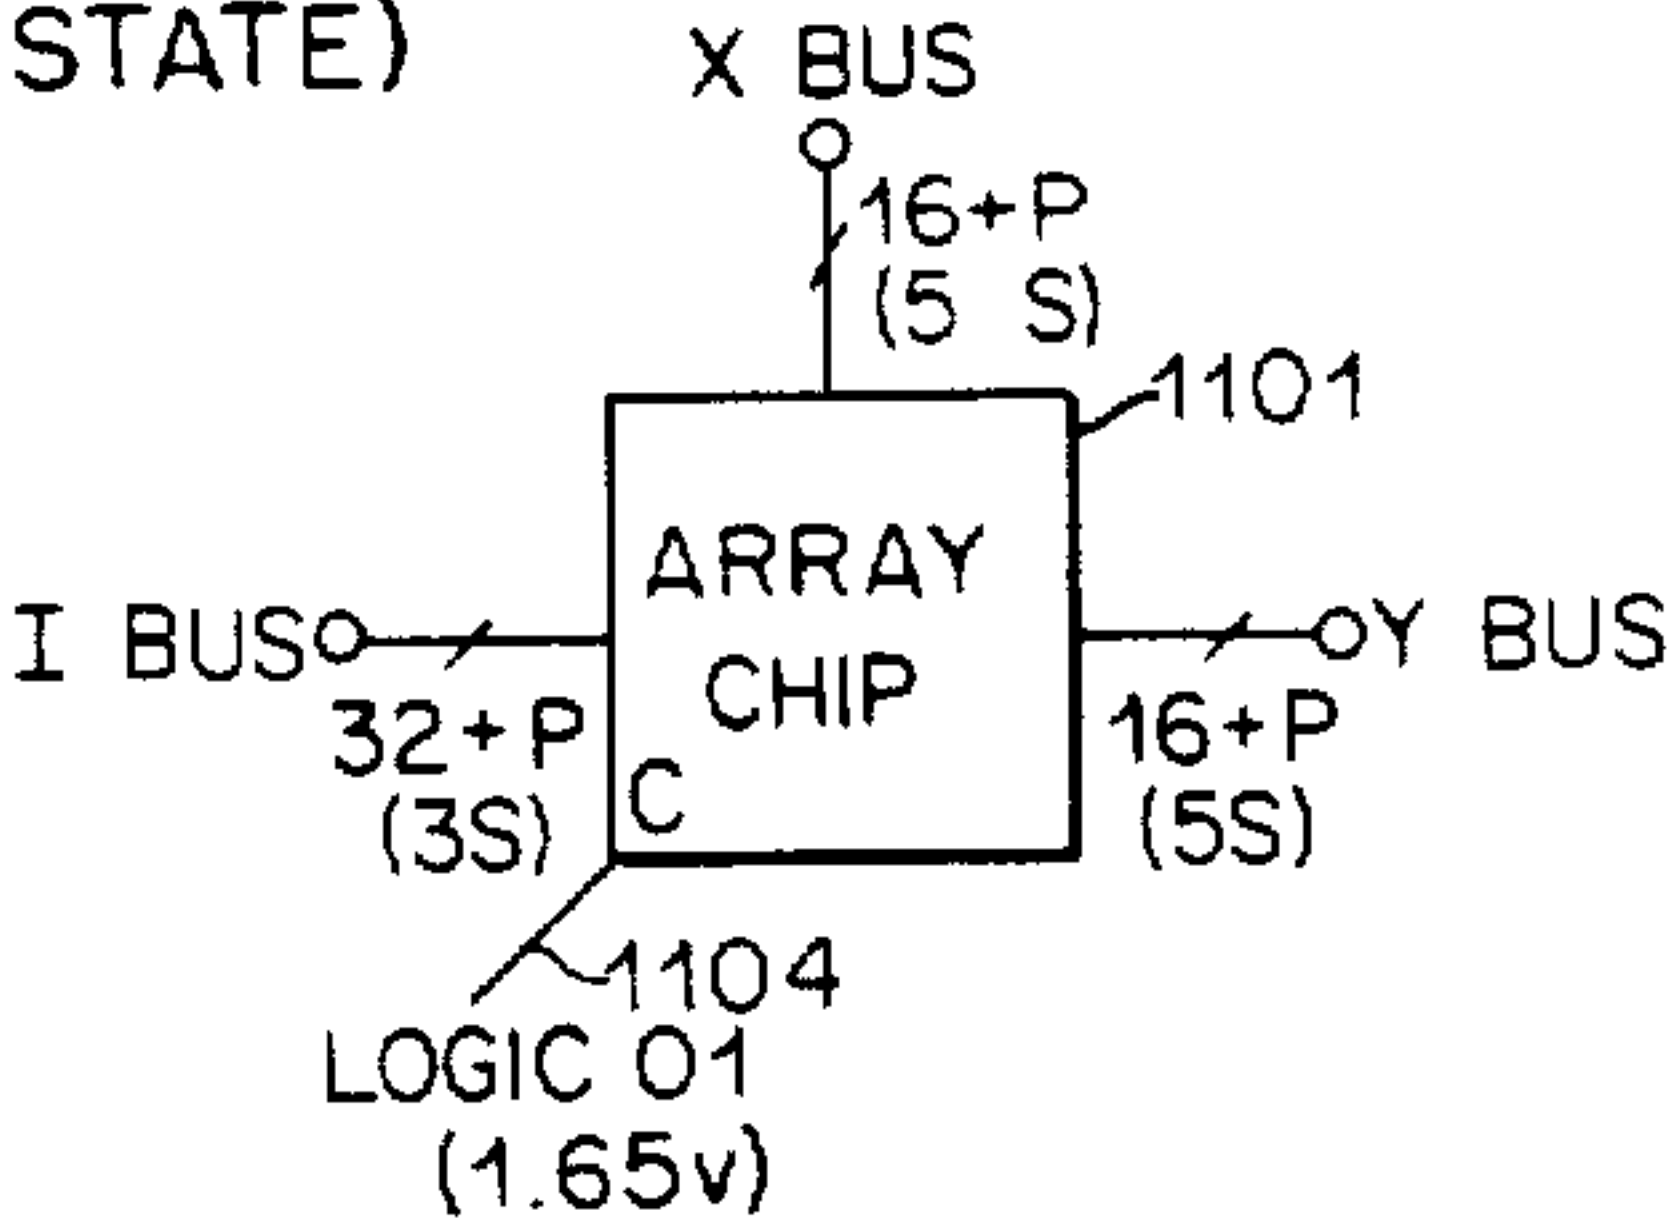 STATE)
X BUS
16+P
(5 S)
1101
ARRAY
CHIP
I BUS
Y BUS
32+P
(3S)
C
16+P
(5S)
1104
LOGIC 01
(1.65v)